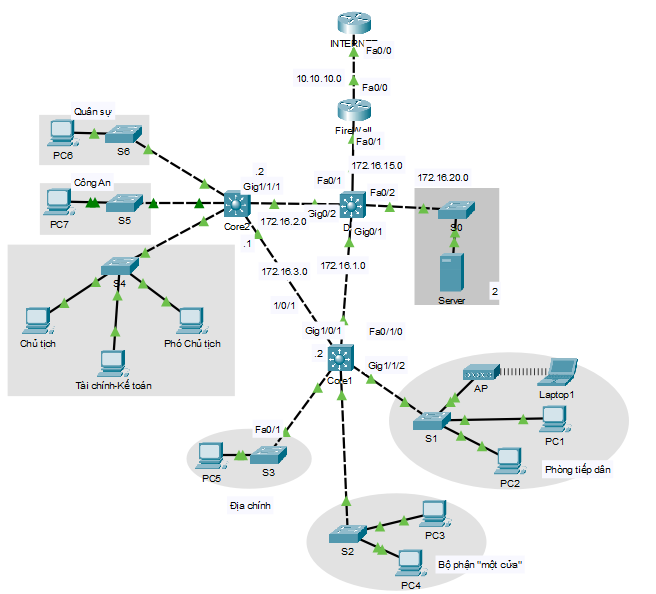 INTERNET
Fa0/0
10.10.10.0
Fa0/0
FireWall
Fa0/1
172.16.15.0
Quân sự
PC6
S6
Công An
PC7
S5
.2
Gig1/1/1
Core2
172.16.2.0
.1
Gig0/2
Fa0/1
D
Fa0/2
Gig0/1
172.16.20.0
S0
Server
2
S4
Chủ tịch
Phó Chủ tịch
Tài chính-Kế toán
172.16.3.0
172.16.1.0
1/0/1
Gig1/0/1
Fa0/1/0
.2
Core1
Gig1/1/2
AP
Laptop1
S1
PC1
PC2
Phòng tiếp dân
Fa0/1
PC5
S3
Địa chính
S2
PC3
PC4
Bộ phận "một cửa"